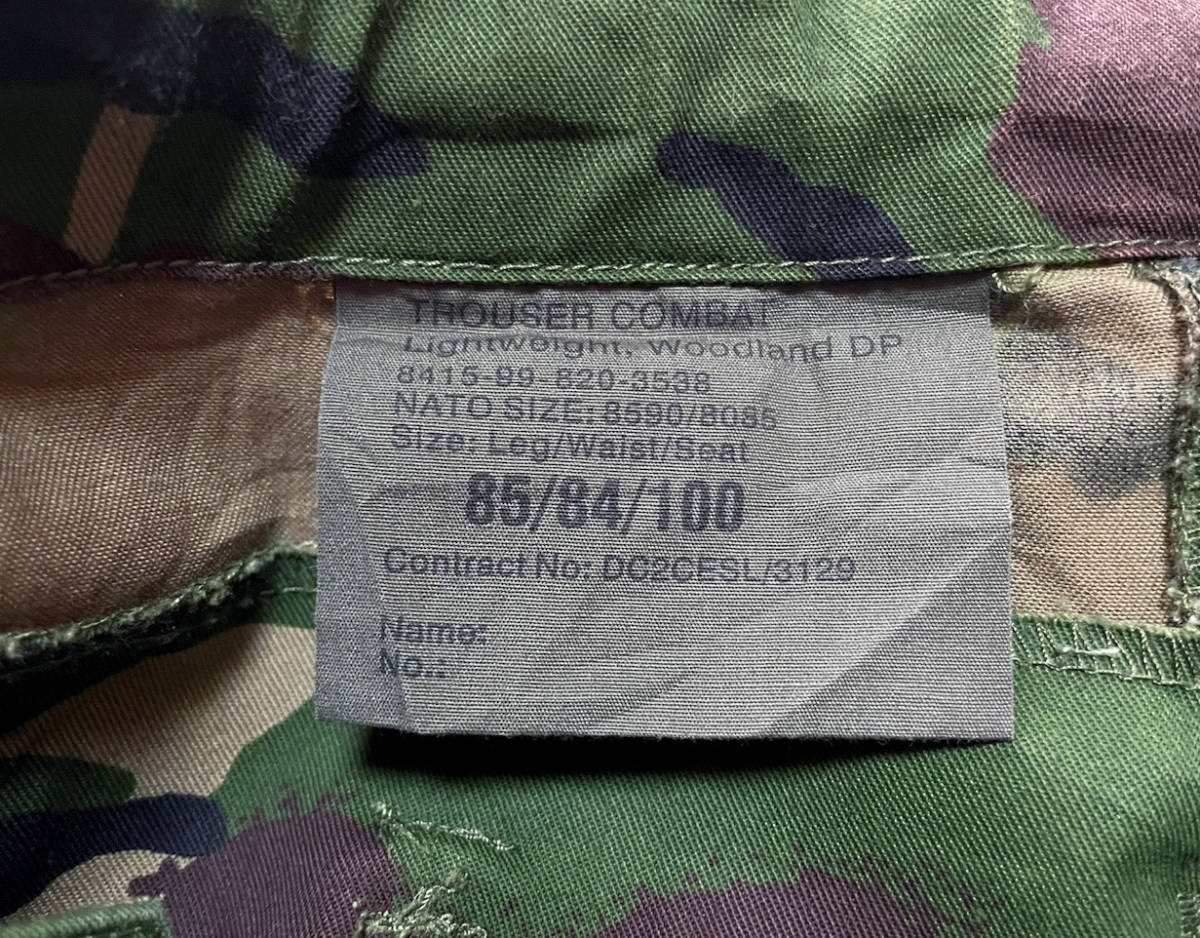 TROUSER COMBAT
Lightweight, Woodland DP
8415-99-820-3538
NATO SIZE: 8590/8085
Size: Leg/Waist/Seat
85/84/100
Contract No: DC2CESL/3129
Name:
No.: